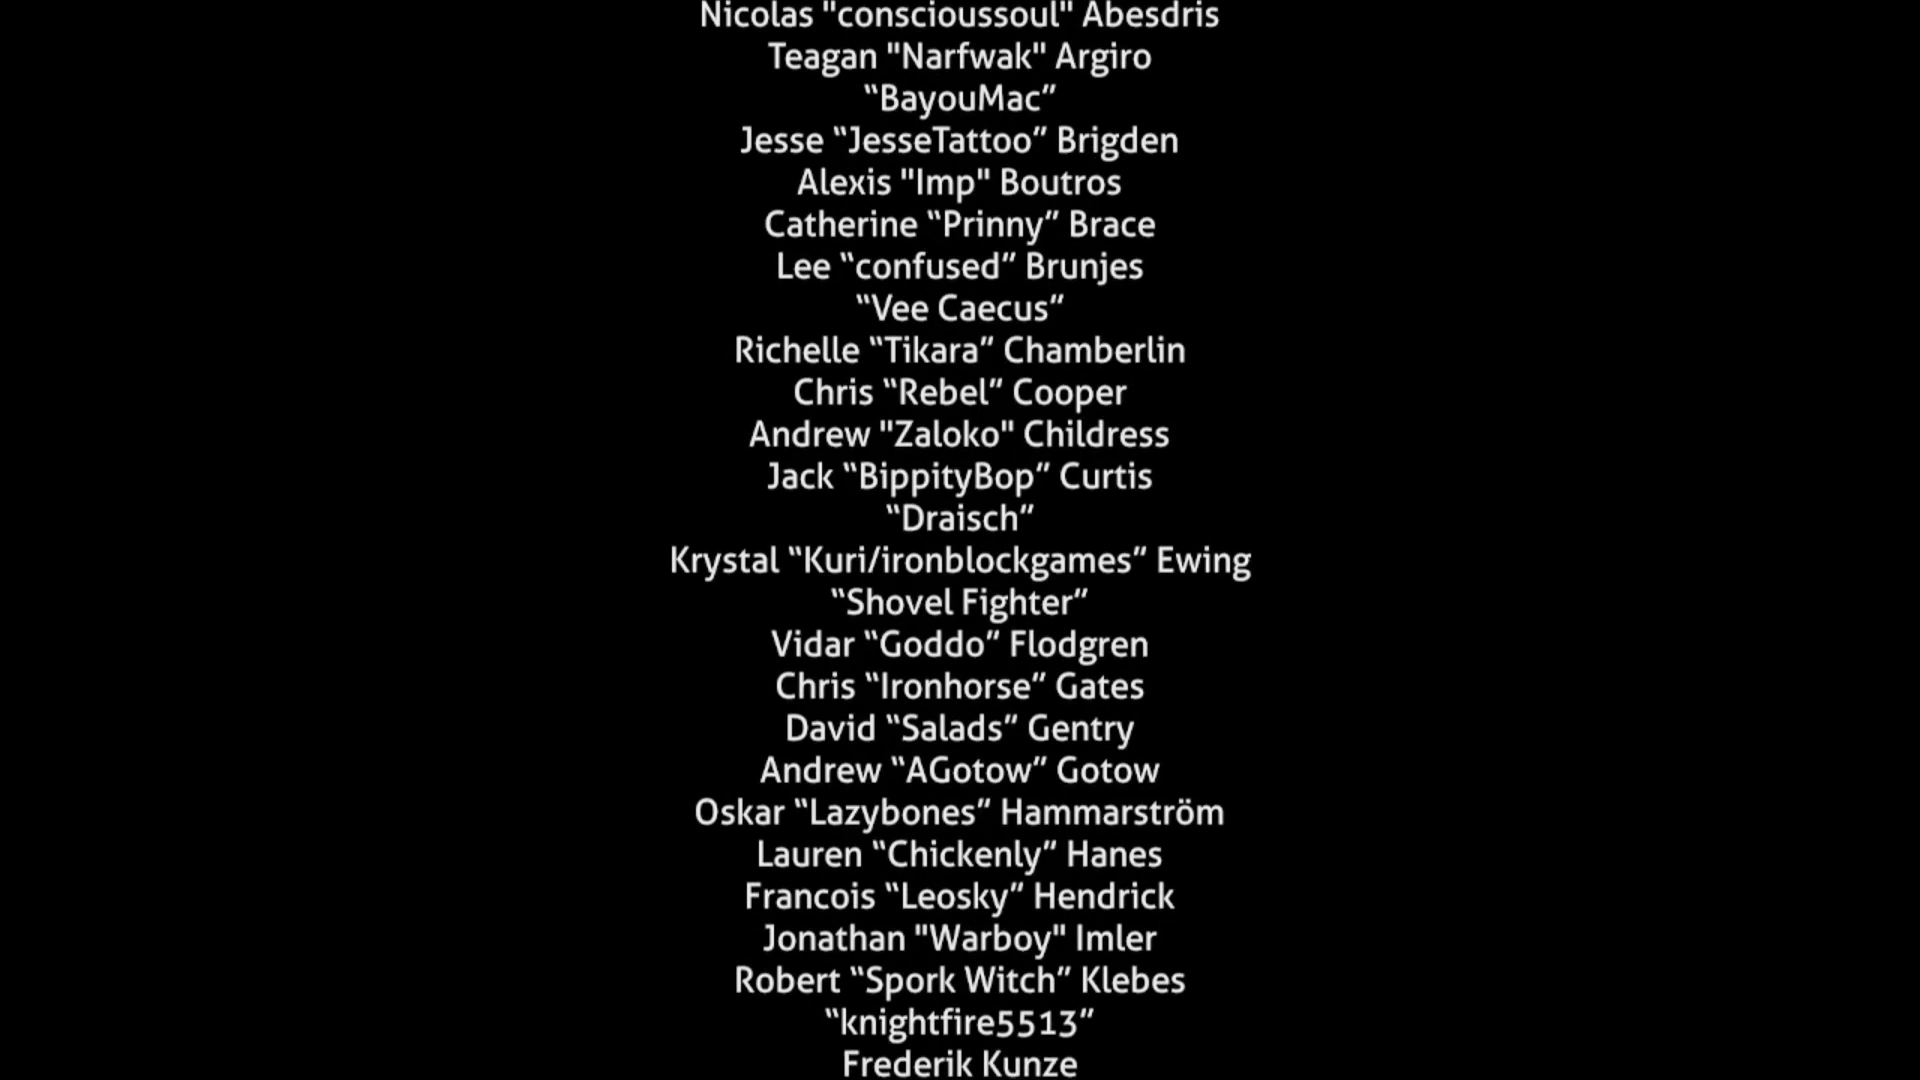 Nicolas "conscioussoul" Abesdris
Teagan "Narfwak" Argiro
“BayouMac”
Jesse “JesseTattoo” Brigden
Alexis "Imp" Boutros
Catherine “Prinny” Brace
Lee “confused” Brunjes
“Vee Caecus”
Richelle “Tikara” Chamberlin
Chris “Rebel” Cooper
Andrew "Zaloko" Childress
Jack “BippityBop” Curtis
“Draisch”
Krystal “Kuri/ironblockgames” Ewing
“Shovel Fighter”
Vidar “Goddo” Flodgren
Chris “Ironhorse” Gates
David “Salads” Gentry
Andrew “AGotow” Gotow
Oskar “Lazybones” Hammarström
Lauren “Chickenly” Hanes
Francois “Leosky” Hendrick
Jonathan "Warboy" Imler
Robert “Spork Witch” Klebes
“knightfire5513”
Frederik Kunze